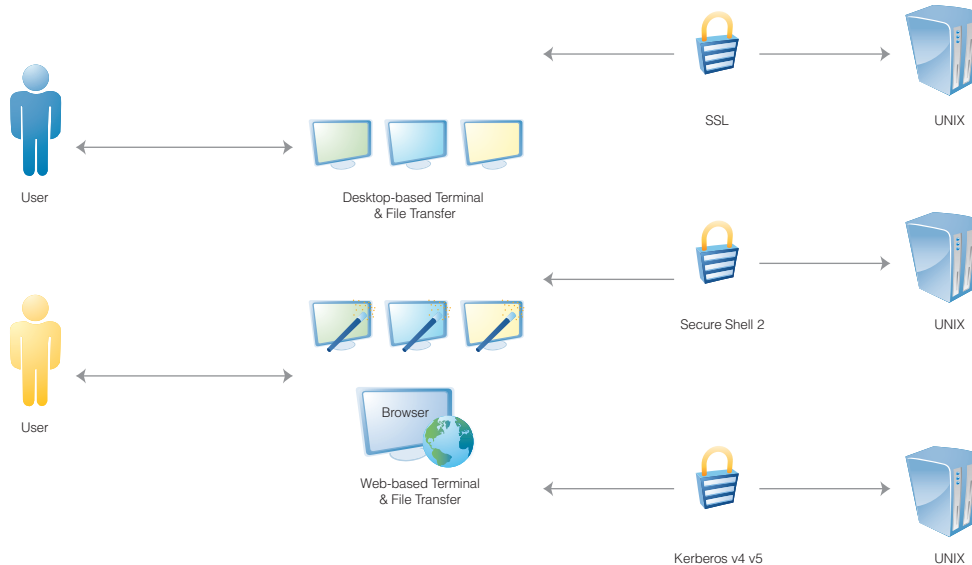 SSL
UNIX
User
Desktop-based Terminal
& File Transfer
Secure Shell 2
UNIX
User
Browser
Web-based Terminal
& File Transfer
Kerberos v4 v5
UNIX